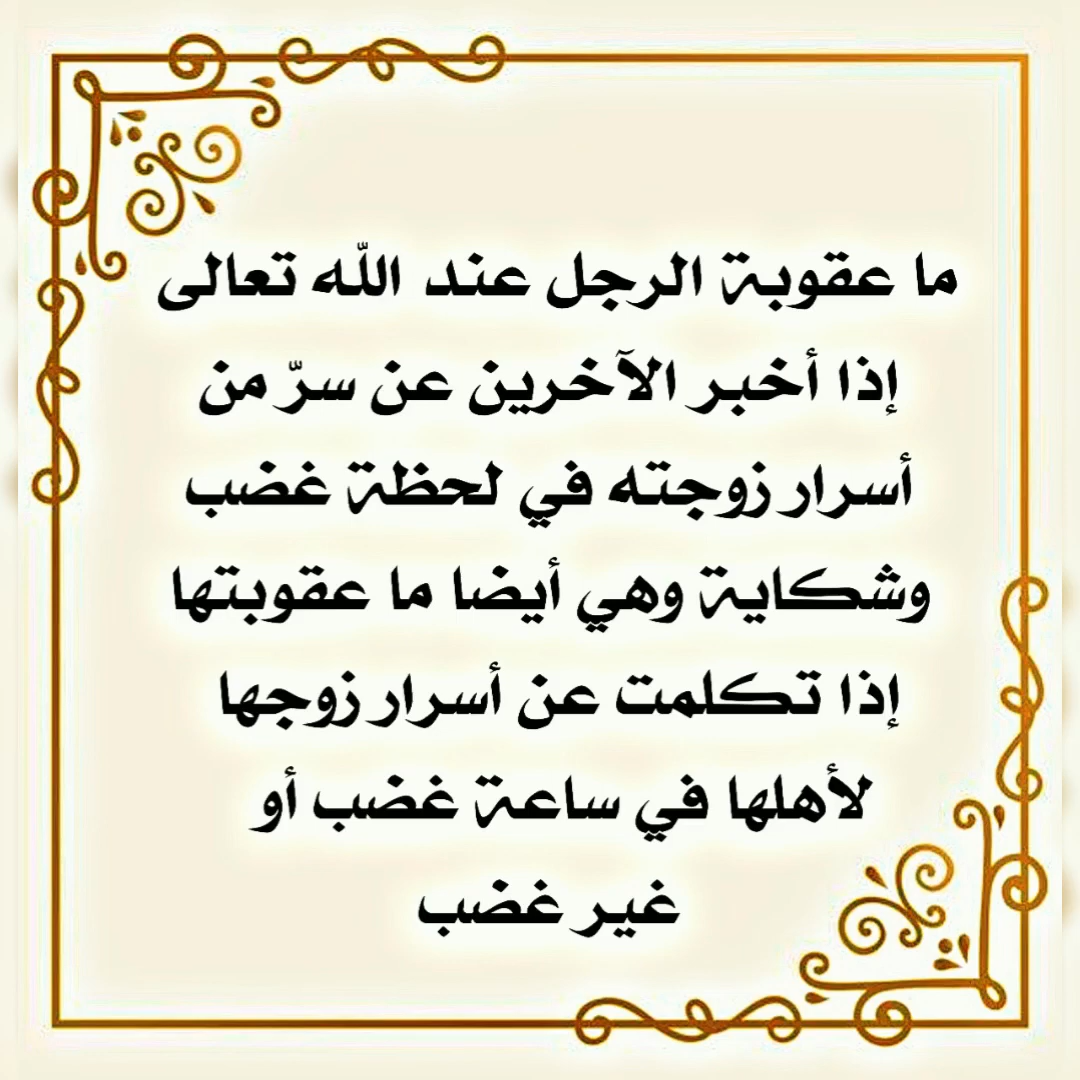 ما عقوبة الرجل عند الله تعالى
إذا أخبر الآخرين عن سرّ من
أسرار زوجته في لحظة غضب
وشكاية وهي أيضا ما عقوبتها
إذا تكلمت عن أسرار زوجها
لأهلها في ساعة غضب أو
غير غضب